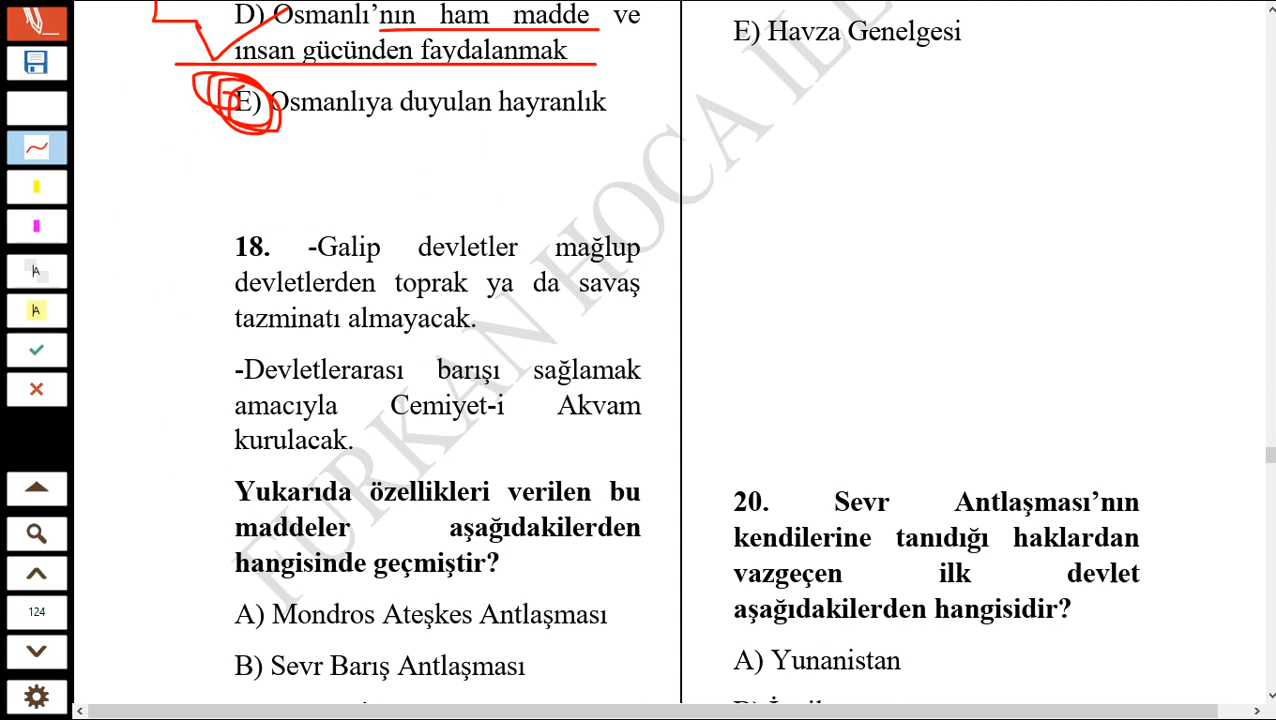 D) Osmanlı’nın ham madde ve
ınsan gücünden faydalanmak
E) Osmanlıya duyulan hayranlık
18. -Galip devletler mağlup
devletlerden toprak ya da savaş
tazminatı almayacak.
-Devletlerarası barışı sağlamak
amacıyla Cemiyet-i Akvam
kurulacak.
Yukarıda özellikleri verilen bu
maddeler aşağıdakilerden
hangisinde geçmiştir?
A) Mondros Ateşkes Antlaşması
B) Sevr Barış Antlaşması
E) Havza Genelgesi
20. Sevr Antlaşması’nın
kendilerine tanıdığı haklardan
vazgeçen ilk devlet
aşağıdakilerden hangisidir?
A) Yunanistan
FURKAN HOCA İLE
124